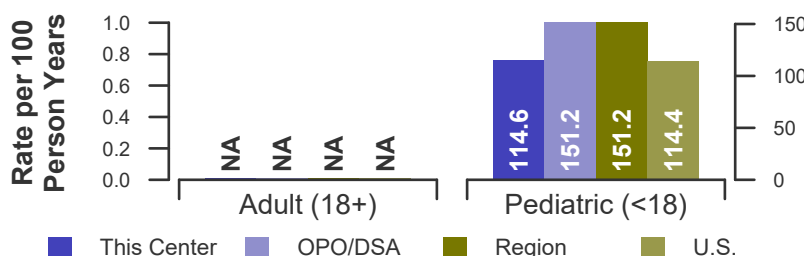 Rate per 100
Person Years
1.0
0.8
0.6
0.4
0.2
0.0
NA NA NA NA
114.6 151.2 151.2 114.4
150
100
50
0
Adult (18+) Pediatric (<18)
This Center OPO/DSA Region U.S.